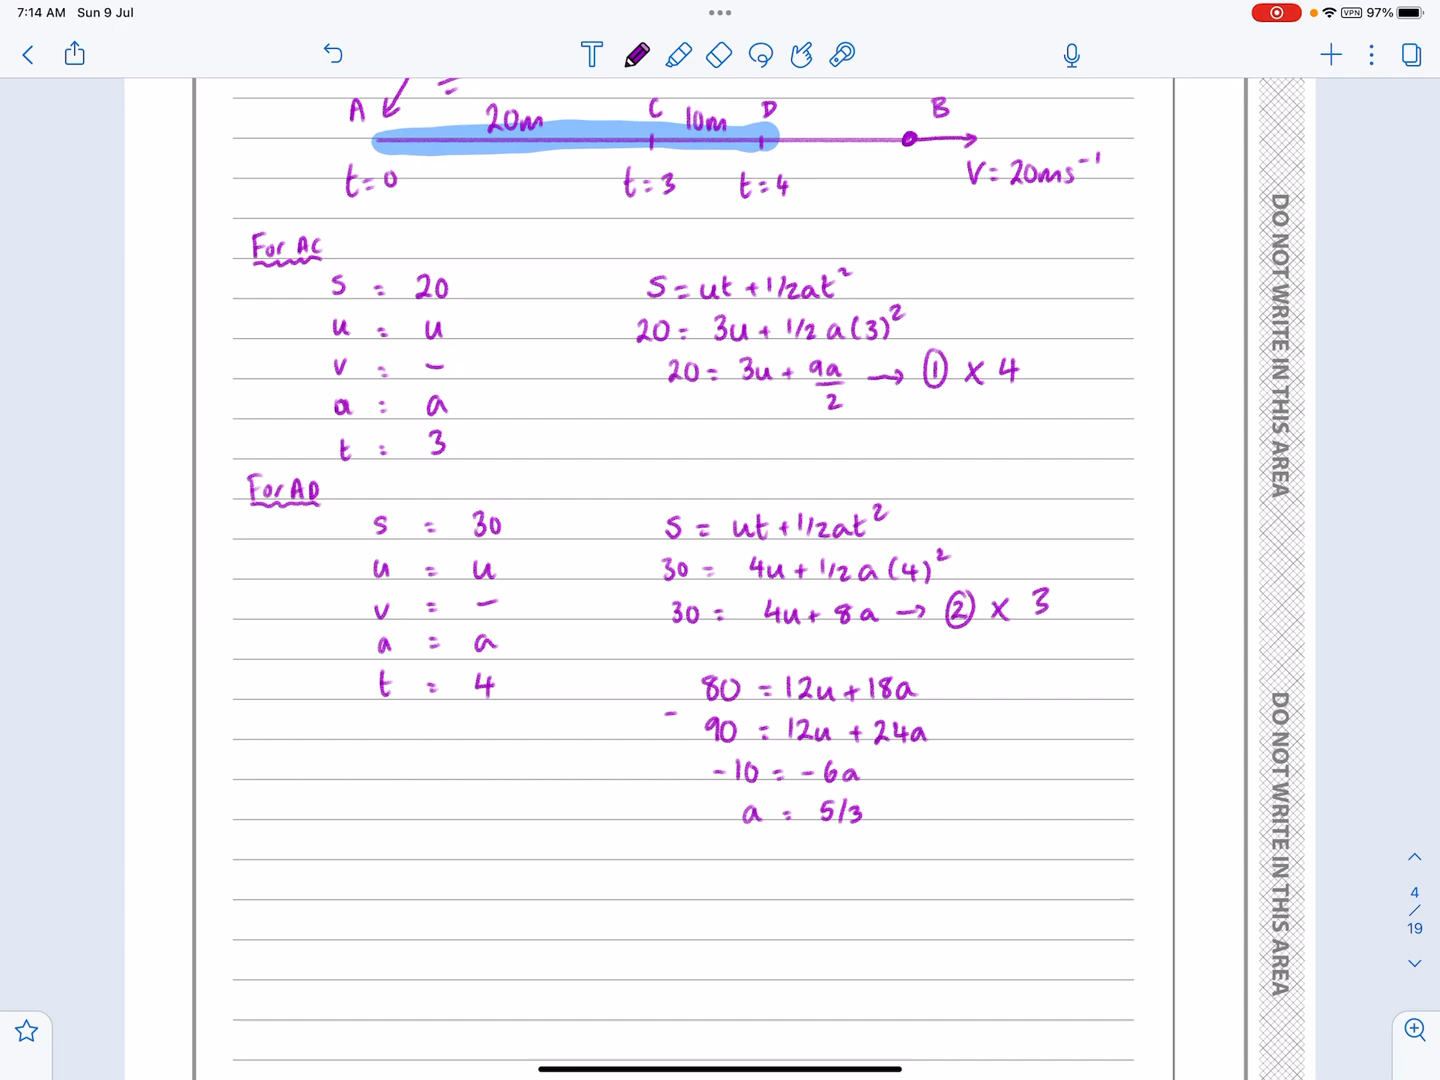 7:14 AM Sun 9 Jul
VPN 97%
A 20m C 10m D B
t=0 t=3 t=4 V=20ms⁻¹
For AC
s = 20
u = u
v = -
a = a
t = 3
S=ut+1/2at²
20= 3u+1/2a(3)²
20= 3u+9a/2 → ① × 4
For AD
s = 30
u = u
v = -
a = a
t = 4
S= ut+1/2at²
30= 4u+1/2a(4)²
30= 4u+8a → ② × 3
80 =12u+18a
- 90 =12u+24a
-10=-6a
a = 5/3
DO NOT WRITE IN THIS AREA
DO NOT WRITE IN THIS AREA
4
/
19